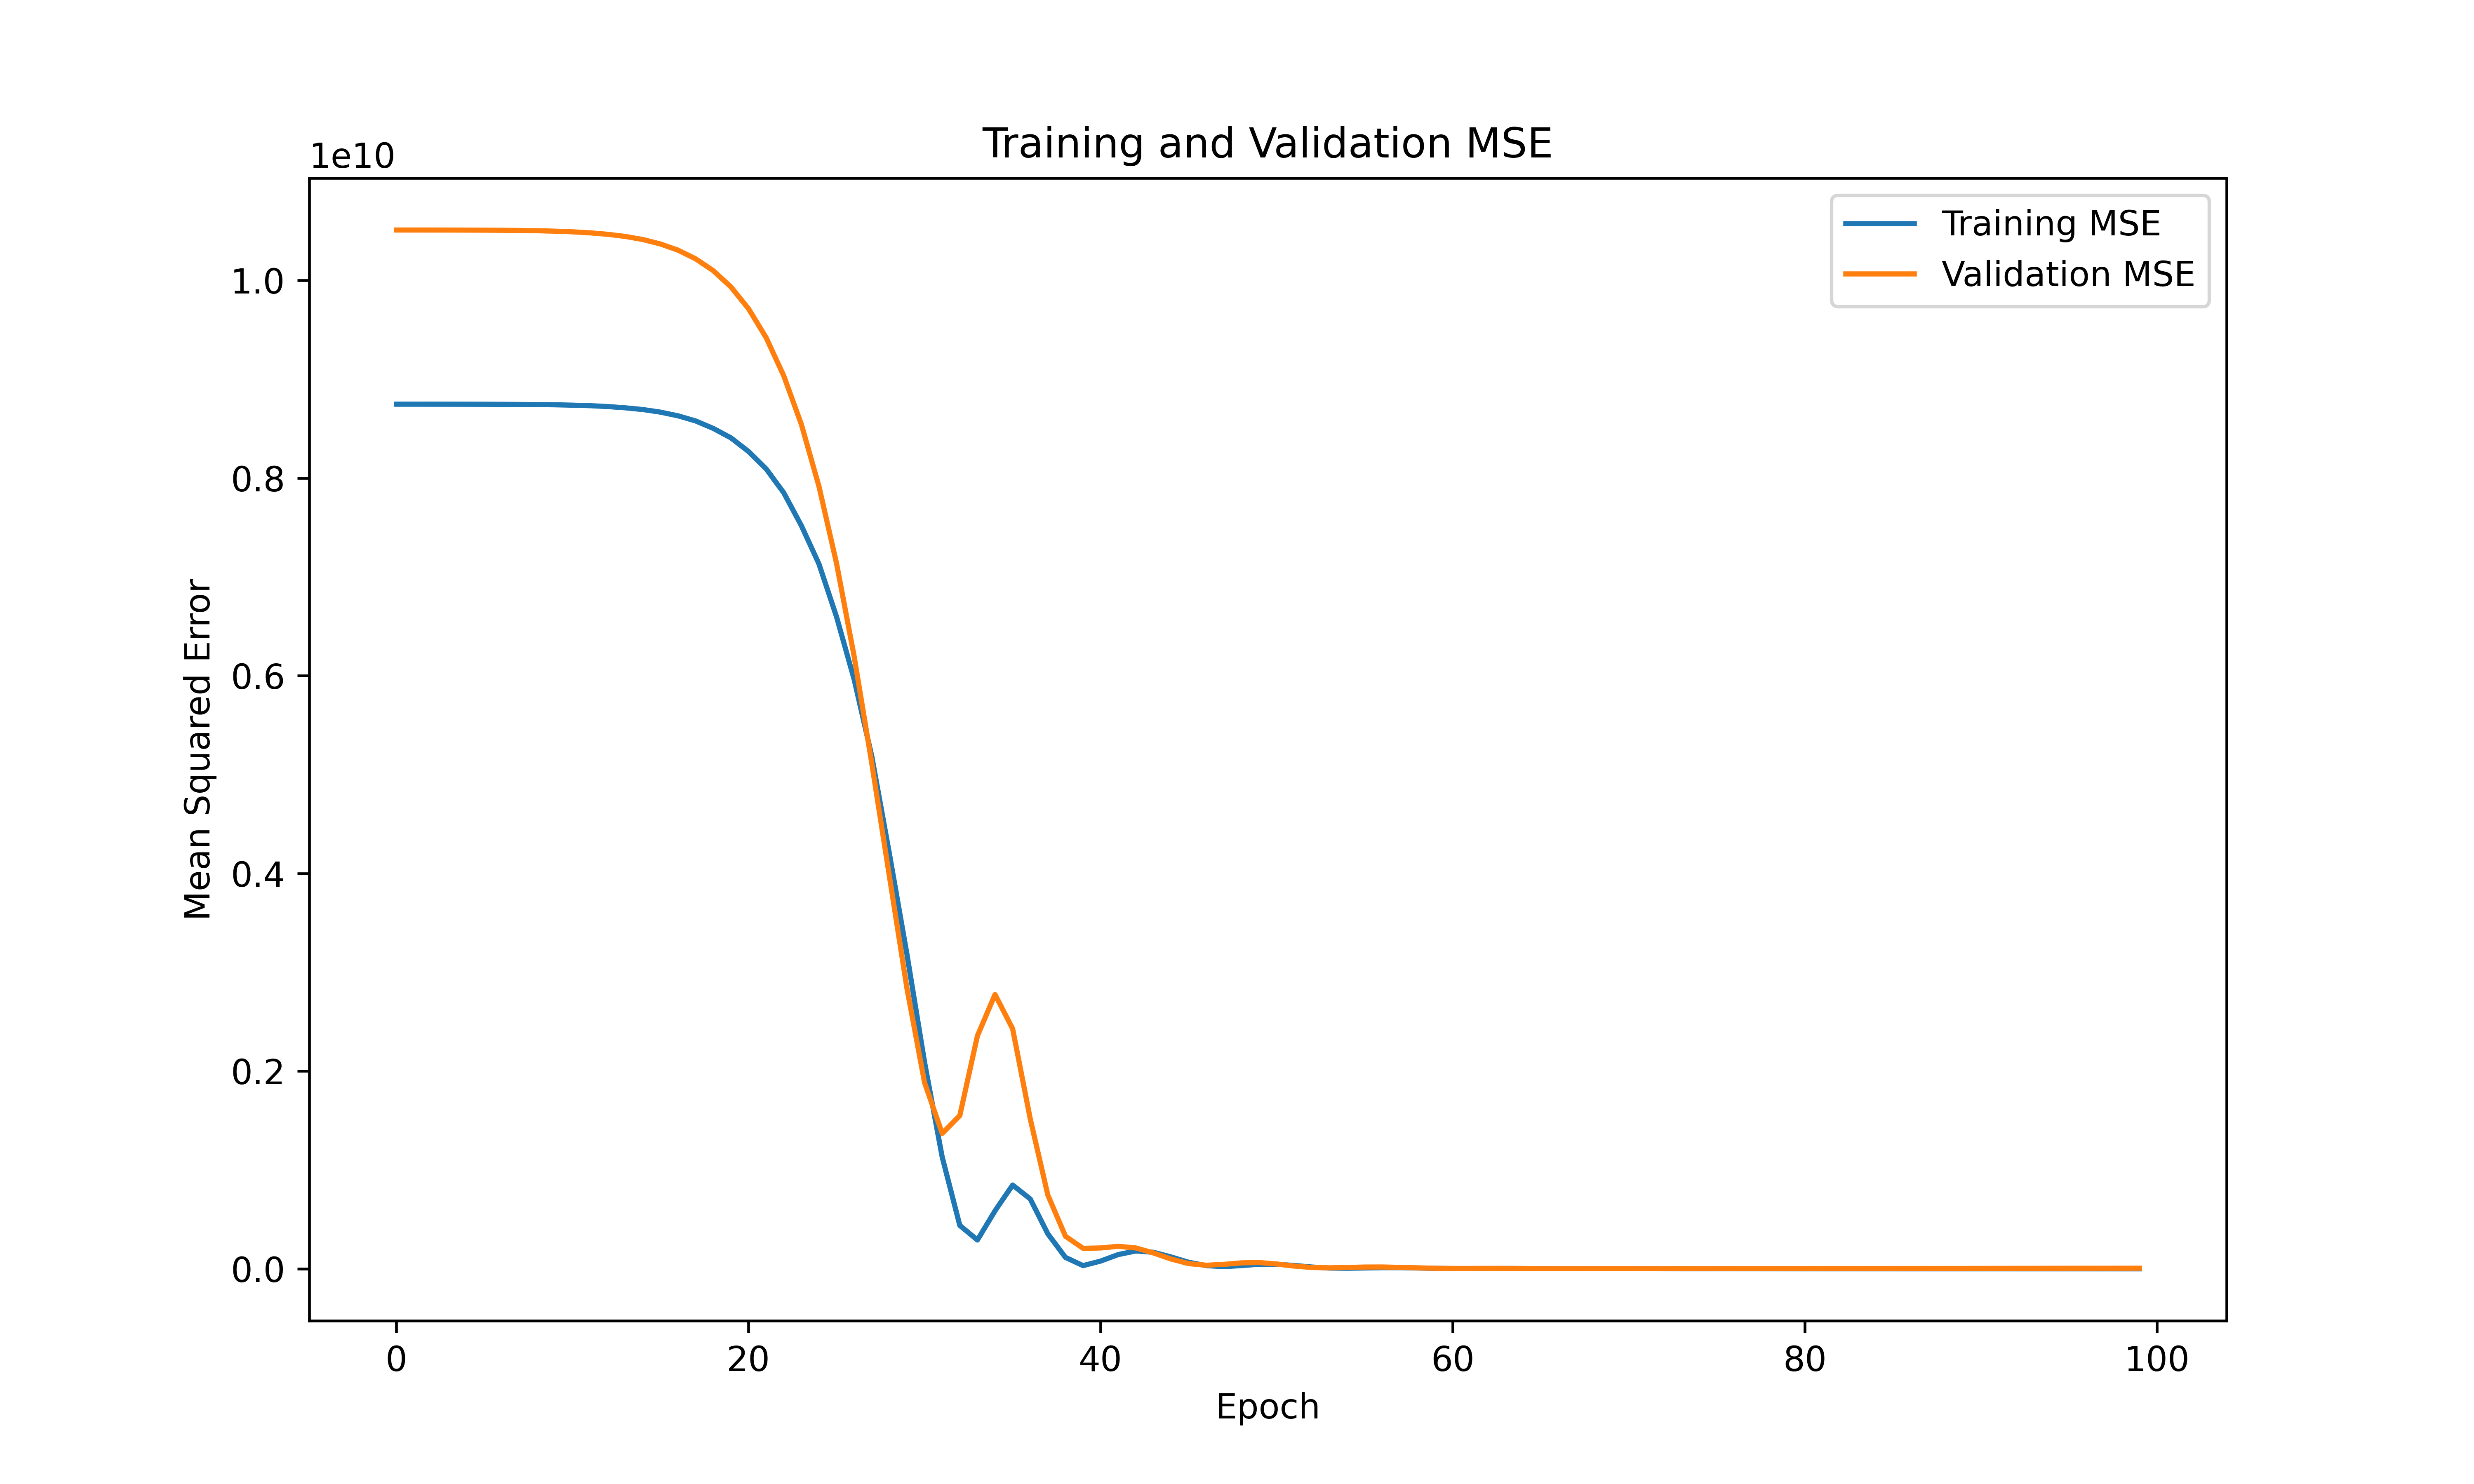 Training and Validation MSE
1e10
Training MSE
Validation MSE
1.0
0.8
0.6
0.4
0.2
0.0
Mean Squared Error
0 20 40 60 80 100
Epoch